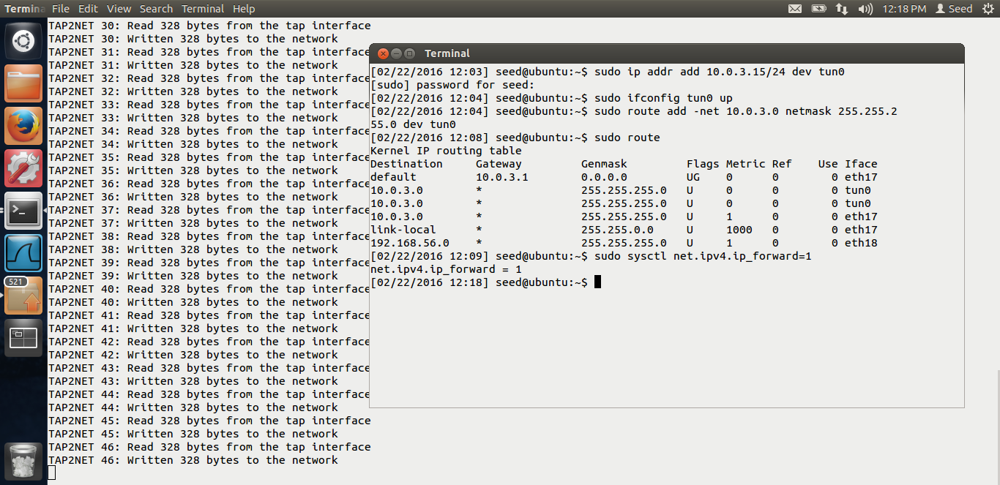 Termina File Edit View Search Terminal Help 12:18 PM Seed
TAP2NET 30: Read 328 bytes from the tap interface
TAP2NET 30: Written 328 bytes to the network
TAP2NET 31: Read 328 bytes from the tap interface
TAP2NET 31: Written 328 bytes to the network
TAP2NET 32: Read 328 bytes from the tap interface
TAP2NET 32: Written 328 bytes to the network
TAP2NET 33: Read 328 bytes from the tap interface
TAP2NET 33: Written 328 bytes to the network
TAP2NET 34: Read 328 bytes from the tap interface
TAP2NET 34: Written 328 bytes to the network
TAP2NET 35: Read 328 bytes from the tap interface
TAP2NET 35: Written 328 bytes to the network
TAP2NET 36: Read 328 bytes from the tap interface
TAP2NET 36: Written 328 bytes to the network
TAP2NET 37: Read 328 bytes from the tap interface
TAP2NET 37: Written 328 bytes to the network
TAP2NET 38: Read 328 bytes from the tap interface
TAP2NET 38: Written 328 bytes to the network
TAP2NET 39: Read 328 bytes from the tap interface
TAP2NET 39: Written 328 bytes to the network
TAP2NET 40: Read 328 bytes from the tap interface
TAP2NET 40: Written 328 bytes to the network
TAP2NET 41: Read 328 bytes from the tap interface
TAP2NET 41: Written 328 bytes to the network
TAP2NET 42: Read 328 bytes from the tap interface
TAP2NET 42: Written 328 bytes to the network
TAP2NET 43: Read 328 bytes from the tap interface
TAP2NET 43: Written 328 bytes to the network
TAP2NET 44: Read 328 bytes from the tap interface
TAP2NET 44: Written 328 bytes to the network
TAP2NET 45: Read 328 bytes from the tap interface
TAP2NET 45: Written 328 bytes to the network
TAP2NET 46: Read 328 bytes from the tap interface
TAP2NET 46: Written 328 bytes to the network
521
Terminal
[02/22/2016 12:03] seed@ubuntu:~$ sudo ip addr add 10.0.3.15/24 dev tun0
[sudo] password for seed:
[02/22/2016 12:04] seed@ubuntu:~$ sudo ifconfig tun0 up
[02/22/2016 12:04] seed@ubuntu:~$ sudo route add -net 10.0.3.0 netmask 255.255.2
55.0 dev tun0
[02/22/2016 12:08] seed@ubuntu:~$ sudo route
Kernel IP routing table
Destination Gateway Genmask Flags Metric Ref Use Iface
default 10.0.3.1 0.0.0.0 UG 0 0 0 eth17
10.0.3.0 * 255.255.255.0 U 0 0 0 tun0
10.0.3.0 * 255.255.255.0 U 0 0 0 tun0
10.0.3.0 * 255.255.255.0 U 1 0 0 eth17
link-local * 255.255.0.0 U 1000 0 0 eth17
192.168.56.0 * 255.255.255.0 U 1 0 0 eth18
[02/22/2016 12:09] seed@ubuntu:~$ sudo sysctl net.ipv4.ip_forward=1
net.ipv4.ip_forward = 1
[02/22/2016 12:18] seed@ubuntu:~$